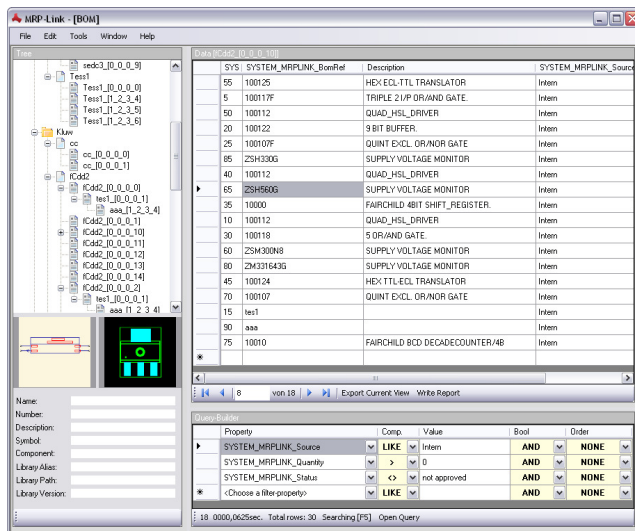 MRP-Link - [BOM]
File Edit Tools Window Help
Tree
sedc3_[0_0_0_9]
Tess1
Tess1_[0_0_0_0]
Tess1_[1_2_3_4]
Tess1_[1_2_3_5]
Tess1_[1_2_3_6]
Kluw
cc
cc_[0_0_0_0]
cc_[0_0_0_1]
fCdd2
fCdd2_[0_0_0_0]
tes1_[0_0_0_1]
aaa_[1_2_3_4]
fCdd2_[0_0_0_1]
fCdd2_[0_0_0_10]
fCdd2_[0_0_0_11]
fCdd2_[0_0_0_12]
fCdd2_[0_0_0_13]
fCdd2_[0_0_0_14]
fCdd2_[0_0_0_2]
tes1_[0_0_0_1]
aaa_[1_2_3_4]
Name:
Number:
Description:
Symbol:
Component:
Library Alias:
Library Path:
Library Version:
Data [fCdd2_[0_0_0_10]]
SYS SYSTEM_MRPLINK_BomRef Description SYSTEM_MRPLINK_Source
55 100125 HEX ECL-TTL TRANSLATOR Intern
5 100117F TRIPLE 2 I/P OR/AND GATE. Intern
50 100112 QUAD_HSL_DRIVER Intern
20 100122 9 BIT BUFFER. Intern
25 100107F QUINT EXCL. OR/NOR GATE Intern
85 ZSM330G SUPPLY VOLTAGE MONITOR Intern
40 100112 QUAD_HSL_DRIVER Intern
65 ZSH560G SUPPLY VOLTAGE MONITOR Intern
35 10000 FAIRCHILD 4BIT SHIFT_REGISTER. Intern
10 100112 QUAD_HSL_DRIVER Intern
30 100118 5 OR/AND GATE. Intern
60 ZSM300N8 SUPPLY VOLTAGE MONITOR Intern
80 ZM331643G SUPPLY VOLTAGE MONITOR Intern
45 100124 HEX TTL-ECL TRANSLATOR Intern
70 100107 QUINT EXCL. OR/NOR GATE Intern
15 tes1 Intern
90 aaa Intern
75 10010 FAIRCHILD BCD DECADECOUNTER/4B Intern
8 von 18 Export Current View Write Report
Query-Builder
Property Comp. Value Bool Order
SYSTEM_MRPLINK_Source LIKE Intern AND NONE
SYSTEM_MRPLINK_Quantity > 0 AND NONE
SYSTEM_MRPLINK_Status <> not approved AND NONE
<Choose a filter-property> LIKE AND NONE
18 0000,0625sec. Total rows: 30 Searching [F5] Open Query